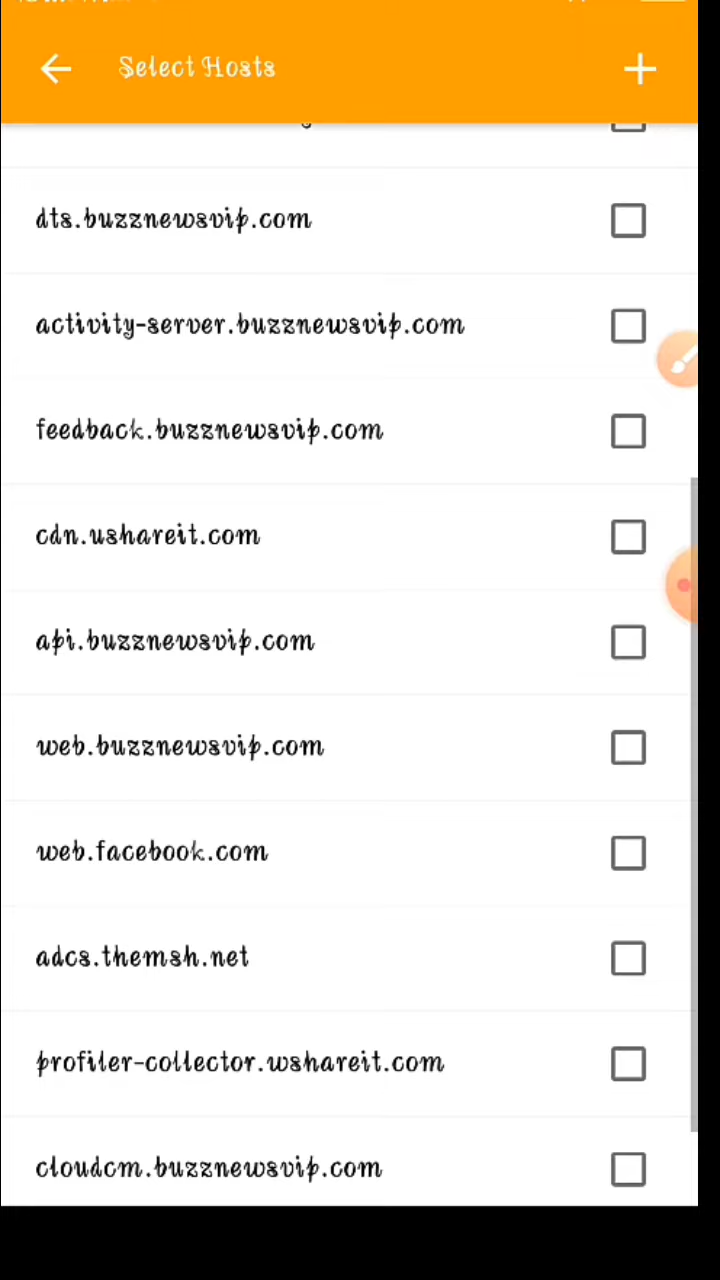 Select Hosts
dts.buzznewsvip.com
activity-server.buzznewsvip.com
feedback.buzznewsvip.com
cdn.ushareit.com
api.buzznewsvip.com
web.buzznewsvip.com
web.facebook.com
adcs.themsh.net
profiler-collector.wshareit.com
cloudcm.buzznewsvip.com